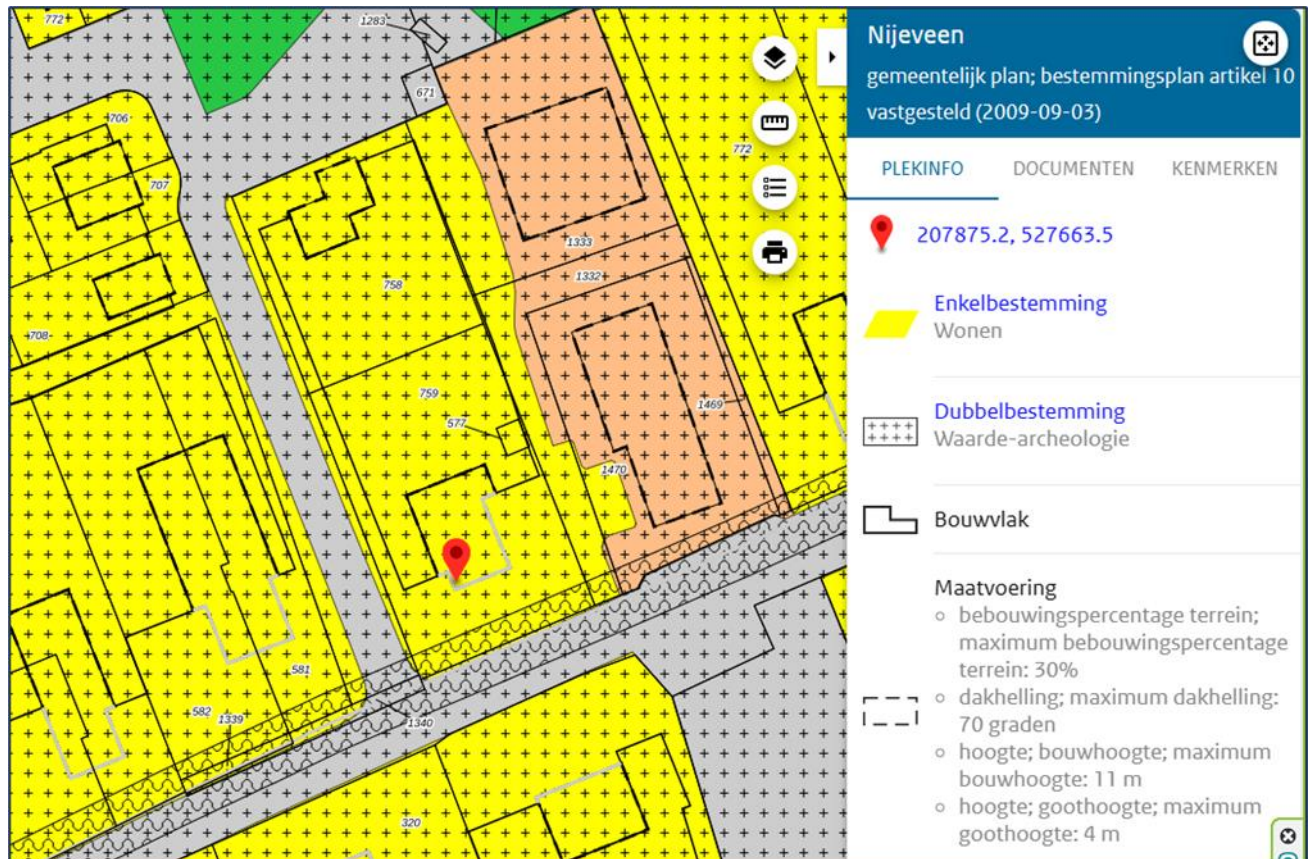 772
1283
671
706
707
772
1333
1332
758
708
759
577
1469
1470
581
582
1339
1340
320
Nijeveen
gemeentelijk plan; bestemmingsplan artikel 10
vastgesteld (2009-09-03)
PLEKINFO DOCUMENTEN KENMERKEN
207875.2, 527663.5
Enkelbestemming
Wonen
Dubbelbestemming
Waarde-archeologie
Bouwvlak
Maatvoering
bebouwingspercentage terrein;
maximum bebouwingspercentage
terrein: 30%
dakhelling; maximum dakhelling:
70 graden
hoogte; bouwhoogte; maximum
bouwhoogte: 11 m
hoogte; goothoogte; maximum
goothoogte: 4 m